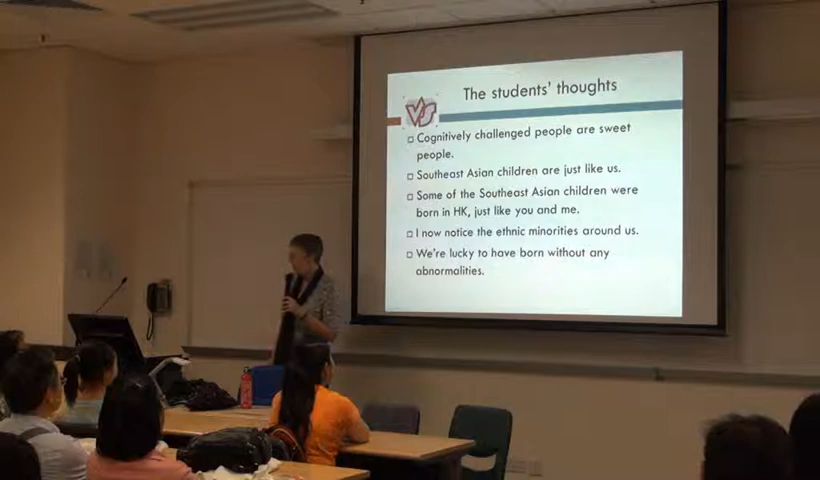 The students' thoughts
VS
Cognitively challenged people are sweet
people.
Southeast Asian children are just like us.
Some of the Southeast Asian children were
born in HK, just like you and me.
I now notice the ethnic minorities around us.
We're lucky to have born without any
abnormalities.